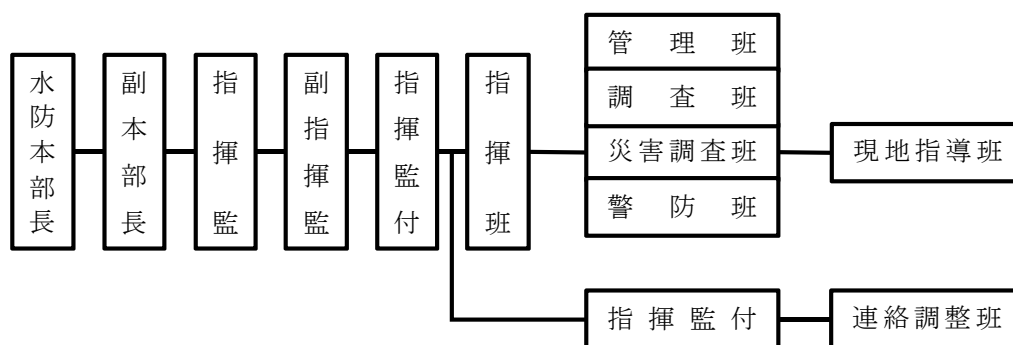 水防本部長
副本部長
指揮監
副指揮監
指揮監付
指揮班
管理班
調査班
災害調査班
警防班
現地指導班
指揮監付
連絡調整班